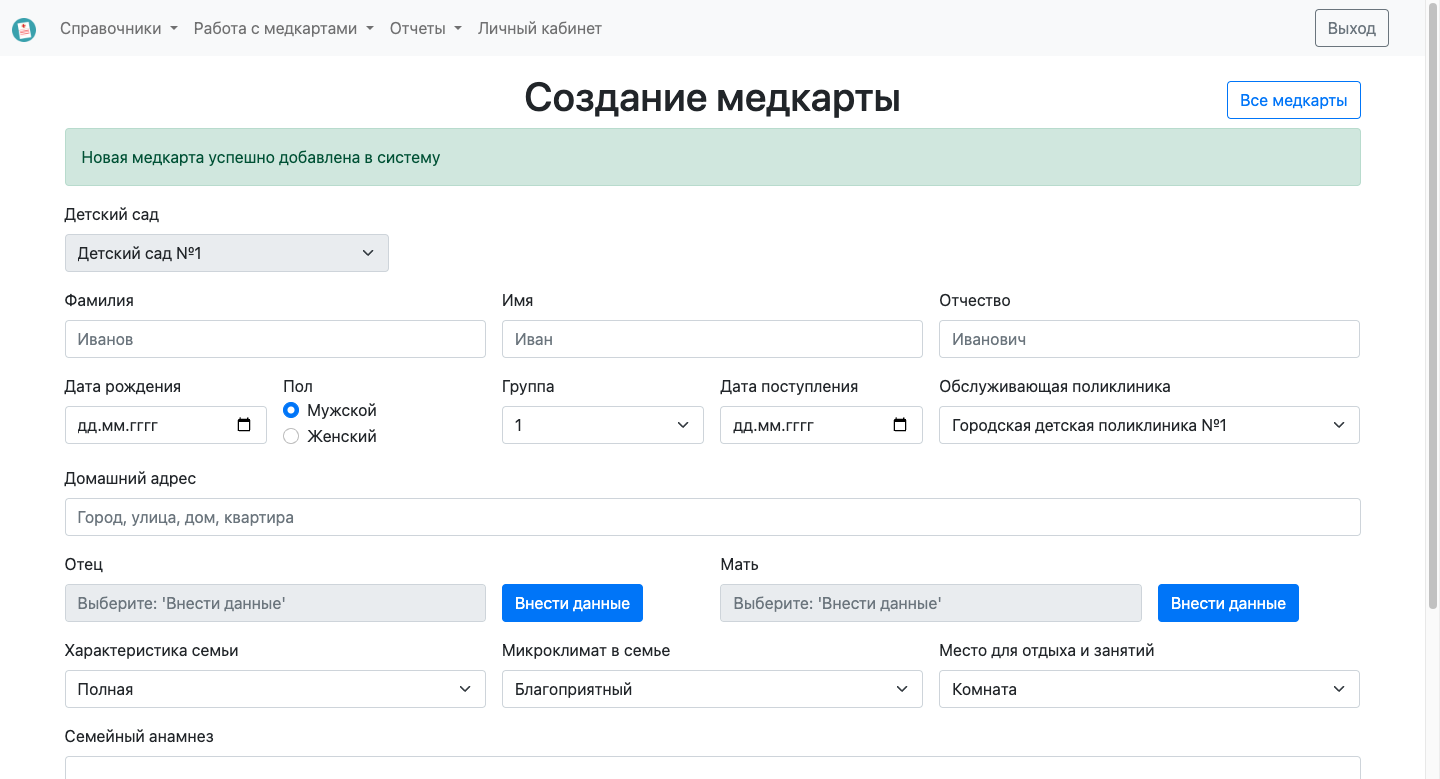 Справочники Работа с медкартами Отчеты Личный кабинет Выход
Создание медкарты Все медкарты
Новая медкарта успешно добавлена в систему
Детский сад
Детский сад №1
Фамилия Имя Отчество
Иванов Иван Иванович
Дата рождения Пол Группа Дата поступления Обслуживающая поликлиника
Мужской
дд.мм.гггг 1 дд.мм.гггг Городская детская поликлиника №1
Женский
Домашний адрес
Город, улица, дом, квартира
Отец Мать
Выберите: 'Внести данные' Внести данные Выберите: 'Внести данные' Внести данные
Характеристика семьи Микроклимат в семье Место для отдыха и занятий
Полная Благоприятный Комната
Семейный анамнез